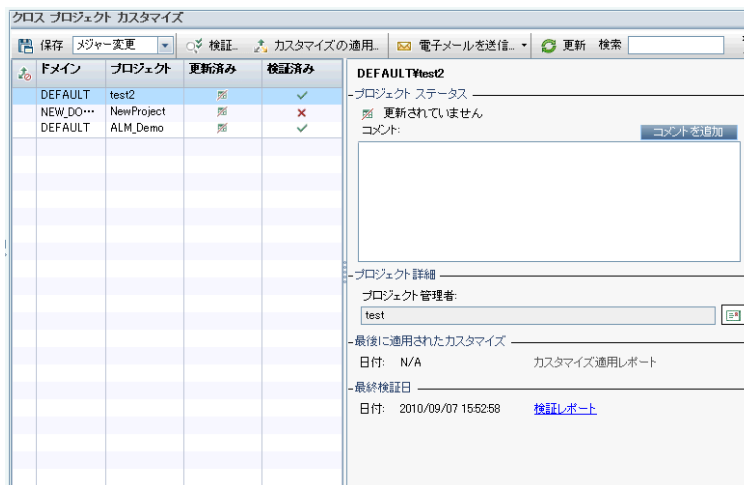 クロス プロジェクト カスタマイズ
保存 メジャー変更 検証... カスタマイズの適用... 電子メールを送信... 更新 検索
ドメイン プロジェクト 更新済み 検証済み
DEFAULT test2
NEW_DO… NewProject
DEFAULT ALM_Demo
DEFAULT¥test2
プロジェクト ステータス
更新されていません
コメント:
コメントを追加
プロジェクト詳細
プロジェクト管理者:
test
最後に適用されたカスタマイズ
日付: N/A カスタマイズ適用レポート
最終検証日
日付: 2010/09/07 15:52:58 検証レポート